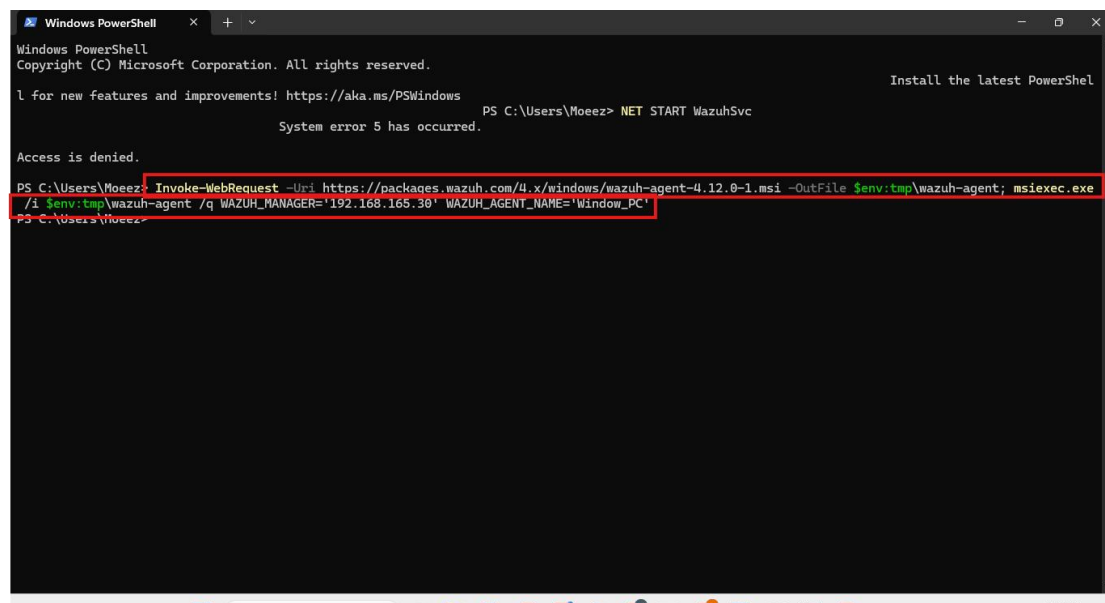 Windows PowerShell
Windows PowerShell
Copyright (C) Microsoft Corporation. All rights reserved.
Install the latest PowerShel
l for new features and improvements! https://aka.ms/PSWindows
PS C:\Users\Moeez> NET START WazuhSvc
System error 5 has occurred.
Access is denied.
PS C:\Users\Moeez> Invoke-WebRequest -Uri https://packages.wazuh.com/4.x/windows/wazuh-agent-4.12.0-1.msi -OutFile $env:tmp\wazuh-agent; msiexec.exe
/i $env:tmp\wazuh-agent /q WAZUH_MANAGER='192.168.165.30' WAZUH_AGENT_NAME='Window_PC'
PS C:\Users\Moeez>